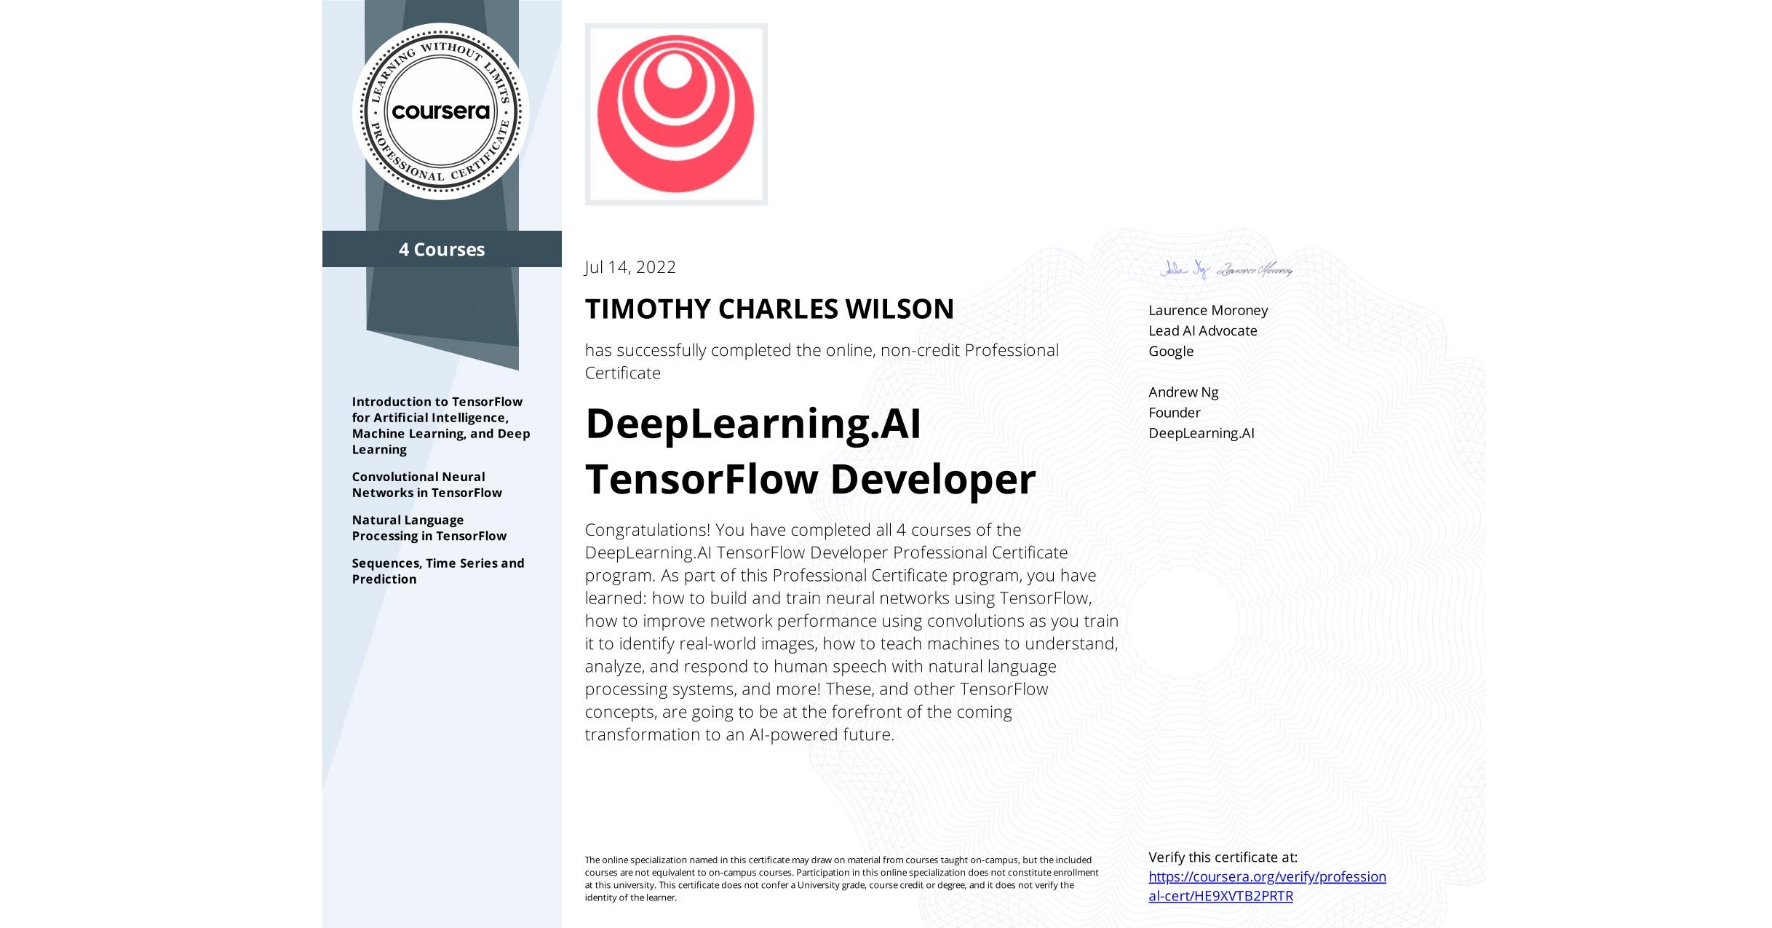 LEARNING WITHOUT LIMITS
coursera
PROFESSIONAL CERTIFICATE
4 Courses
Introduction to TensorFlow
for Artificial Intelligence,
Machine Learning, and Deep
Learning
Convolutional Neural
Networks in TensorFlow
Natural Language
Processing in TensorFlow
Sequences, Time Series and
Prediction
Jul 14, 2022
TIMOTHY CHARLES WILSON
has successfully completed the online, non-credit Professional
Certificate
DeepLearning.AI
TensorFlow Developer
Congratulations! You have completed all 4 courses of the
DeepLearning.AI TensorFlow Developer Professional Certificate
program. As part of this Professional Certificate program, you have
learned: how to build and train neural networks using TensorFlow,
how to improve network performance using convolutions as you train
it to identify real-world images, how to teach machines to understand,
analyze, and respond to human speech with natural language
processing systems, and more! These, and other TensorFlow
concepts, are going to be at the forefront of the coming
transformation to an AI-powered future.
The online specialization named in this certificate may draw on material from courses taught on-campus, but the included
courses are not equivalent to on-campus courses. Participation in this online specialization does not constitute enrollment
at this university. This certificate does not confer a University grade, course credit or degree, and it does not verify the
identity of the learner.
Laurence Moroney
Laurence Moroney
Lead AI Advocate
Google
Andrew Ng
Founder
DeepLearning.AI
Verify this certificate at:
https://coursera.org/verify/profession
al-cert/HE9XVTB2PRTR